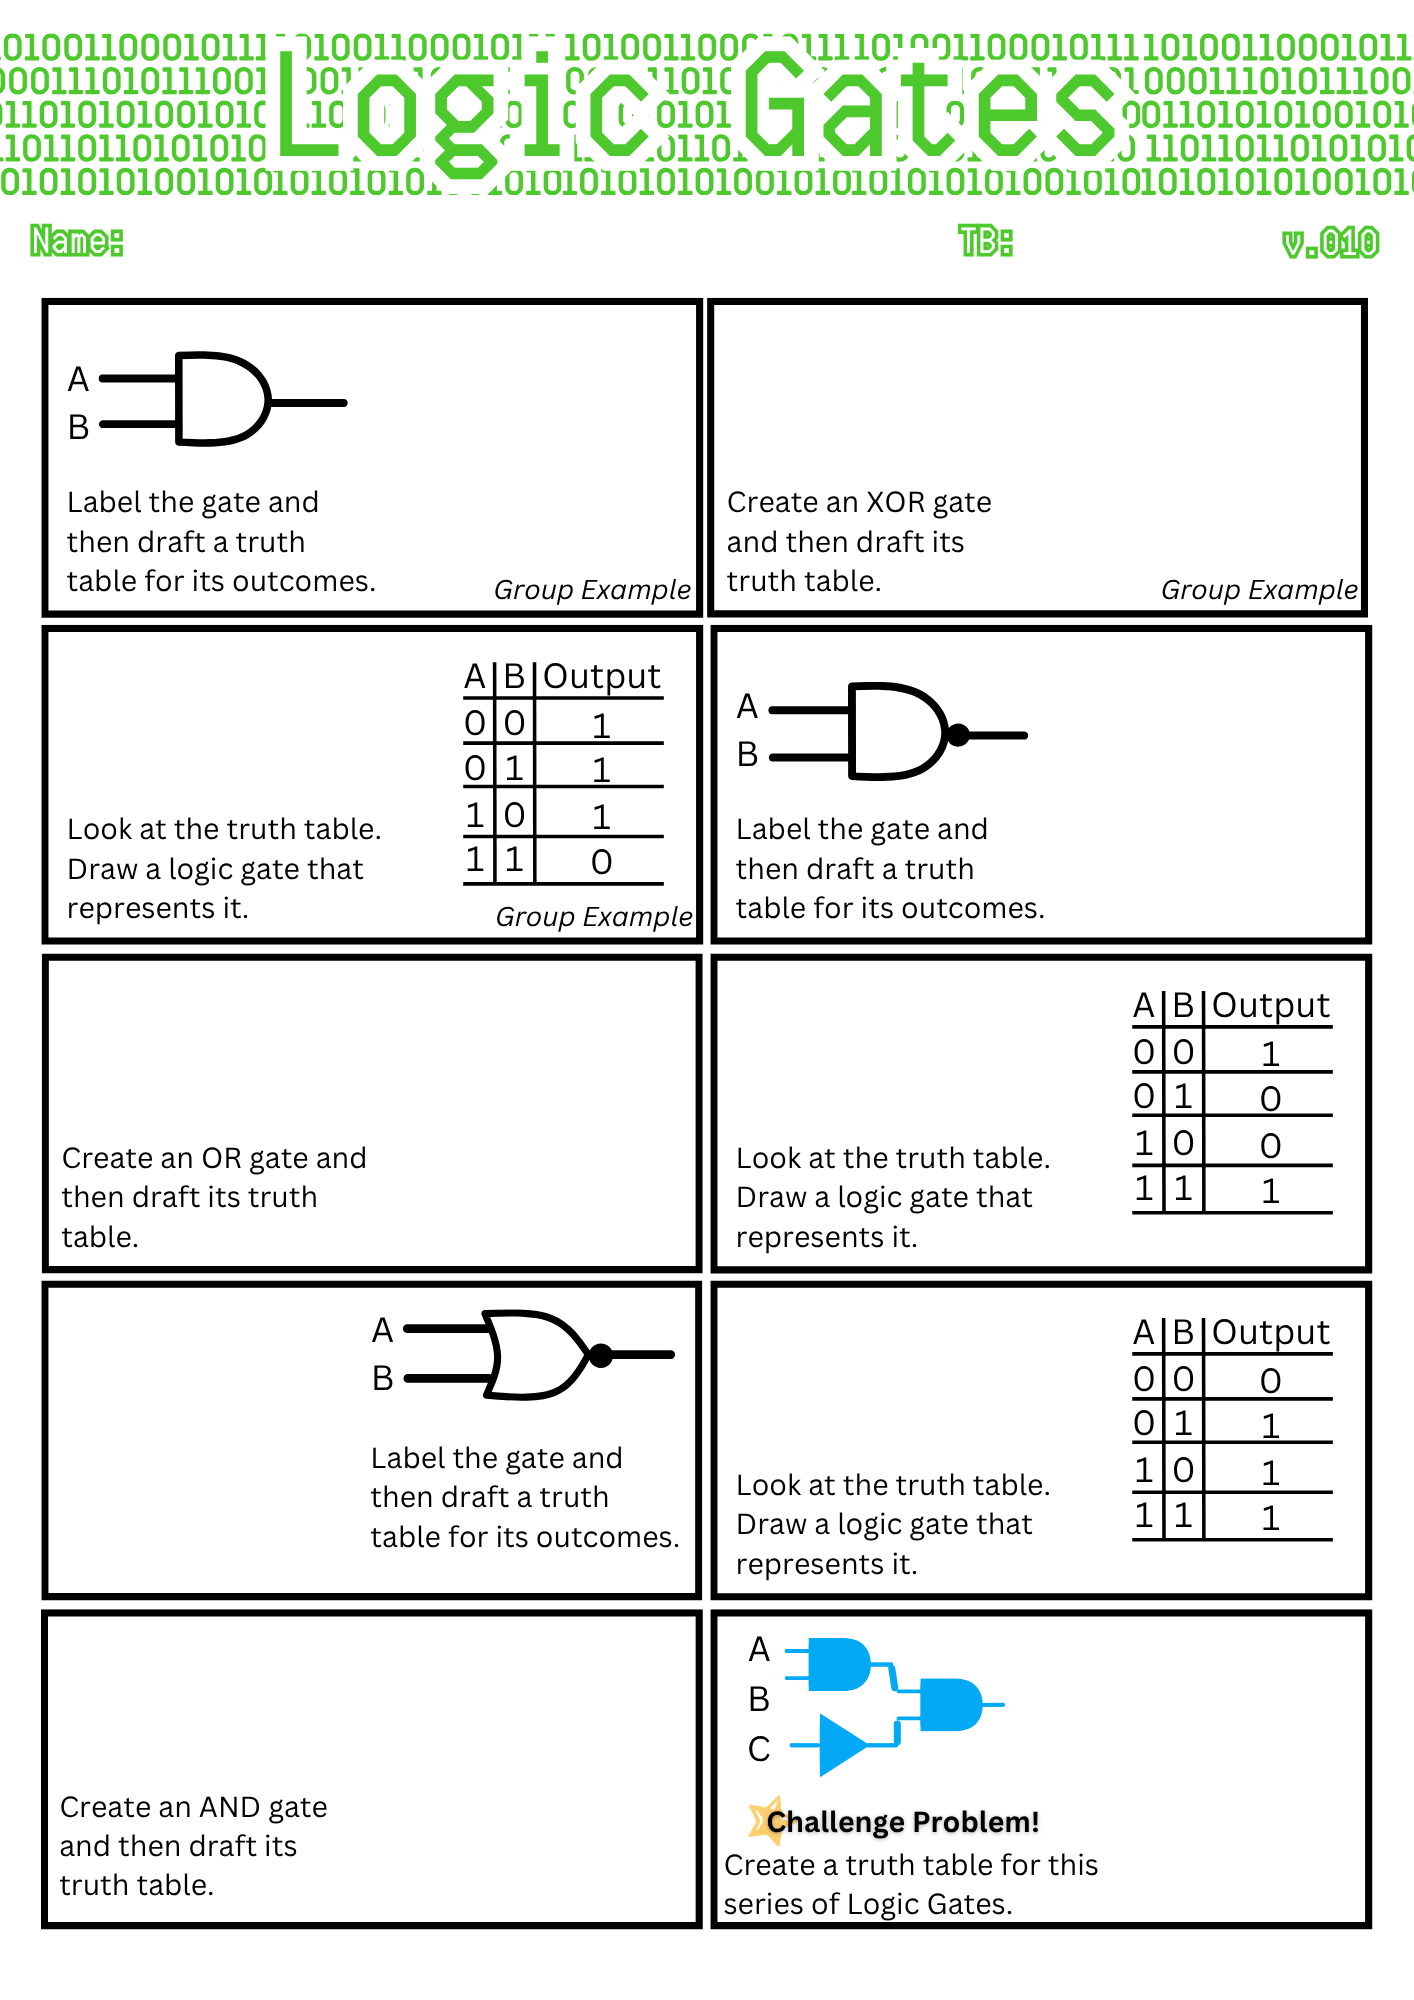 Logic Gates
Name:
TB:
v.010
A
B
Label the gate and
then draft a truth
table for its outcomes.
Group Example
Create an XOR gate
and then draft its
truth table.
Group Example
A B Output
0 0 1
0 1 1
1 0 1
1 1 0
Look at the truth table.
Draw a logic gate that
represents it.
Group Example
A
B
Label the gate and
then draft a truth
table for its outcomes.
Create an OR gate and
then draft its truth
table.
A B Output
0 0 1
0 1 0
1 0 0
1 1 1
Look at the truth table.
Draw a logic gate that
represents it.
A
B
Label the gate and
then draft a truth
table for its outcomes.
A B Output
0 0 0
0 1 1
1 0 1
1 1 1
Look at the truth table.
Draw a logic gate that
represents it.
Create an AND gate
and then draft its
truth table.
A
B
C
Challenge Problem!
Create a truth table for this
series of Logic Gates.